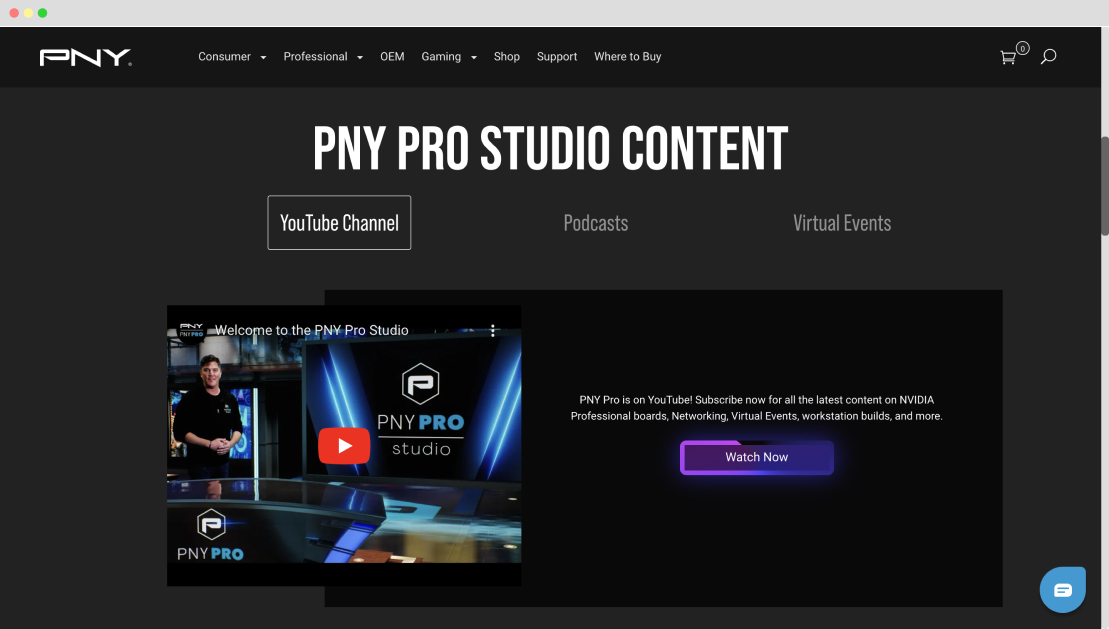 PNY
Consumer
Professional
OEM
Gaming
Shop
Support
Where to Buy
0
PNY PRO STUDIO CONTENT
YouTube Channel
Podcasts
Virtual Events
PNY
PNY PRO
Welcome to the PNY Pro Studio
PNY PRO
studio
PNY PRO
PNY Pro is on YouTube! Subscribe now for all the latest content on NVIDIA
Professional boards, Networking, Virtual Events, workstation builds, and more.
Watch Now